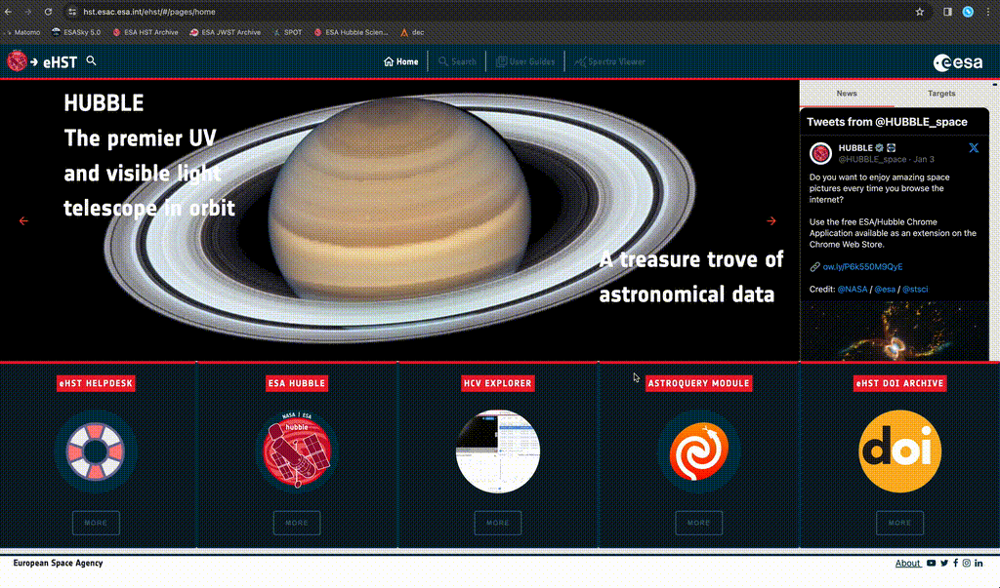 hst.esac.esa.int/ehst/#/pages/home
Matomo ESASky 5.0 ESA HST Archive ESA JWST Archive SPOT ESA Hubble Scien... dec
eHST Home Search User Guides Spectra Viewer esa
HUBBLE
The premier UV
and visible light
telescope in orbit
A treasure trove of
astronomical data
News Targets
Tweets from @HUBBLE_space
HUBBLE
@HUBBLE_space · Jan 3
Do you want to enjoy amazing space
pictures every time you browse the
internet?
Use the free ESA/Hubble Chrome
Application available as an extension on the
Chrome Web Store.
ow.ly/P6k550M9QyE
Credit: @NASA / @esa / @stsci
eHST HELPDESK
MORE
ESA HUBBLE
NASA | ESA
hubble
MORE
HCV EXPLORER
MORE
ASTROQUERY MODULE
MORE
eHST DOI ARCHIVE
doi
MORE
European Space Agency
About